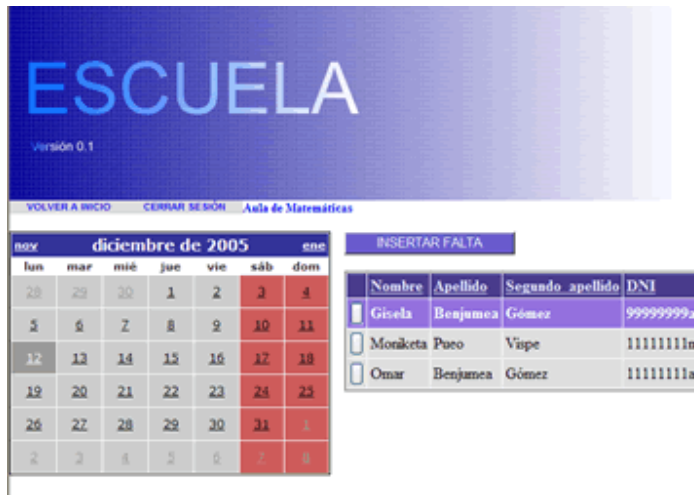 ESCUELA
Versión 0.1
VOLVER A INICIO CERRAR SESIÓN Aula de Matemáticas
nov diciembre de 2005 ene
lun mar mié jue vie sáb dom
28 29 30 1 2 3 4
5 6 7 8 9 10 11
12 13 14 15 16 17 18
19 20 21 22 23 24 25
26 27 28 29 30 31 1
2 3 4 5 6 7 8
INSERTAR FALTA
Nombre Apellido Segundo_apellido DNI
Gisela Benjumea Gómez 99999999a
Moniketa Pueo Vispe 11111111n
Omar Benjumea Gómez 11111111a